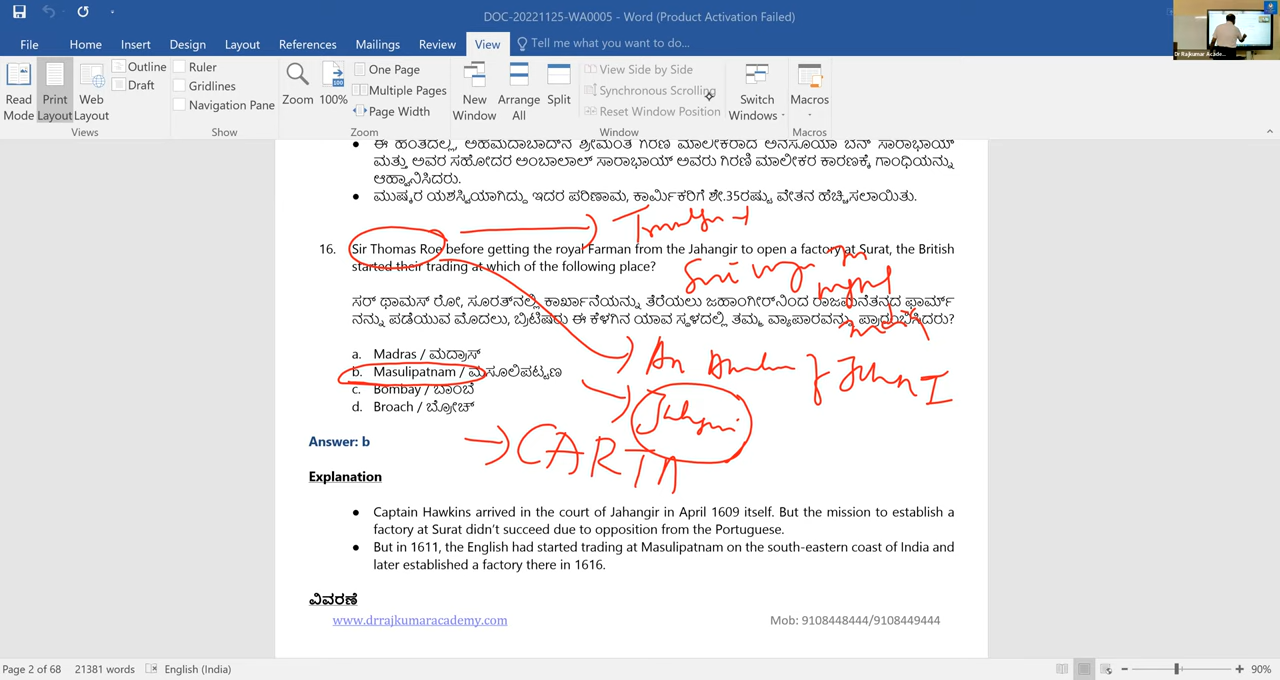 DOC-20221125-WA0005 - Word (Product Activation Failed)
Dr Rajkumar Acade...
File Home Insert Design Layout References Mailings Review View Tell me what you want to do...
Read Mode Print Layout Web Layout Outline Draft
Ruler Gridlines Navigation Pane
Zoom 100% One Page Multiple Pages Page Width
New Window Arrange All Split View Side by Side Synchronous Scrolling Reset Window Position Switch Windows Macros
Views Show Zoom Window Macros
• ಈ ಹಂತದಲ್ಲಿ, ಅಹಮದಾಬಾದ್‌ನ ಶ್ರೀಮಂತ ಗಿರಣಿ ಮಾಲೀಕರಾದ ಅನಸೂಯಾ ಬೆನ್ ಸಾರಾಭಾಯ್
ಮತ್ತು ಅವರ ಸಹೋದರ ಅಂಬಾಲಾಲ್ ಸಾರಾಭಾಯ್ ಅವರು ಗಿರಣಿ ಮಾಲೀಕರ ಕಾರಣಕ್ಕೆ ಗಾಂಧಿಯನ್ನು
ಆಹ್ವಾನಿಸಿದರು.
• ಮುಷ್ಕರ ಯಶಸ್ವಿಯಾಗಿದ್ದು ಇದರ ಪರಿಣಾಮ, ಕಾರ್ಮಿಕರಿಗೆ ಶೇ.35ರಷ್ಟು ವೇತನ ಹೆಚ್ಚಿಸಲಾಯಿತು.
16. Sir Thomas Roe before getting the royal Farman from the Jahangir to open a factory at Surat, the British
started their trading at which of the following place?
ಸರ್ ಥಾಮಸ್ ರೋ, ಸೂರತ್‌ನಲ್ಲಿ ಕಾರ್ಖಾನೆಯನ್ನು ತೆರೆಯಲು ಜಹಾಂಗೀರ್‌ನಿಂದ ರಾಜಮನೆತನದ ಫಾರ್ಮ್
ನನ್ನು ಪಡೆಯುವ ಮೊದಲು, ಬ್ರಿಟಿಷರು ಈ ಕೆಳಗಿನ ಯಾವ ಸ್ಥಳದಲ್ಲಿ ತಮ್ಮ ವ್ಯಾಪಾರವನ್ನು ಪ್ರಾರಂಭಿಸಿದರು?
a. Madras / ಮದ್ರಾಸ್
b. Masulipatnam / ಮಸೂಲಿಪಟ್ಟಣ
c. Bombay / ಬಾಂಬೆ
d. Broach / ಬ್ರೋಚ್
Answer: b
Explanation
• Captain Hawkins arrived in the court of Jahangir in April 1609 itself. But the mission to establish a
factory at Surat didn't succeed due to opposition from the Portuguese.
• But in 1611, the English had started trading at Masulipatnam on the south-eastern coast of India and
later established a factory there in 1616.
ವಿವರಣೆ
www.drrajkumaracademy.com Mob: 9108448444/9108449444
Page 2 of 68 21381 words English (India) 90%